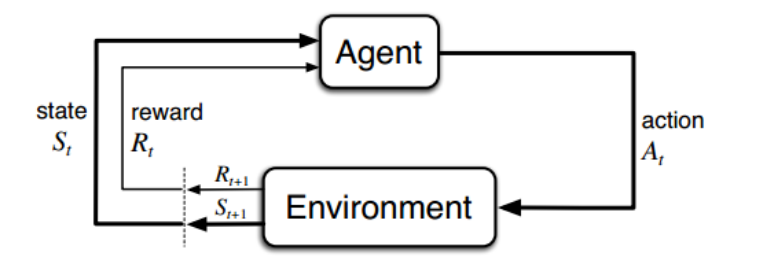 Agent
state
S_t
reward
R_t
action
A_t
R_{t+1}
S_{t+1}
Environment